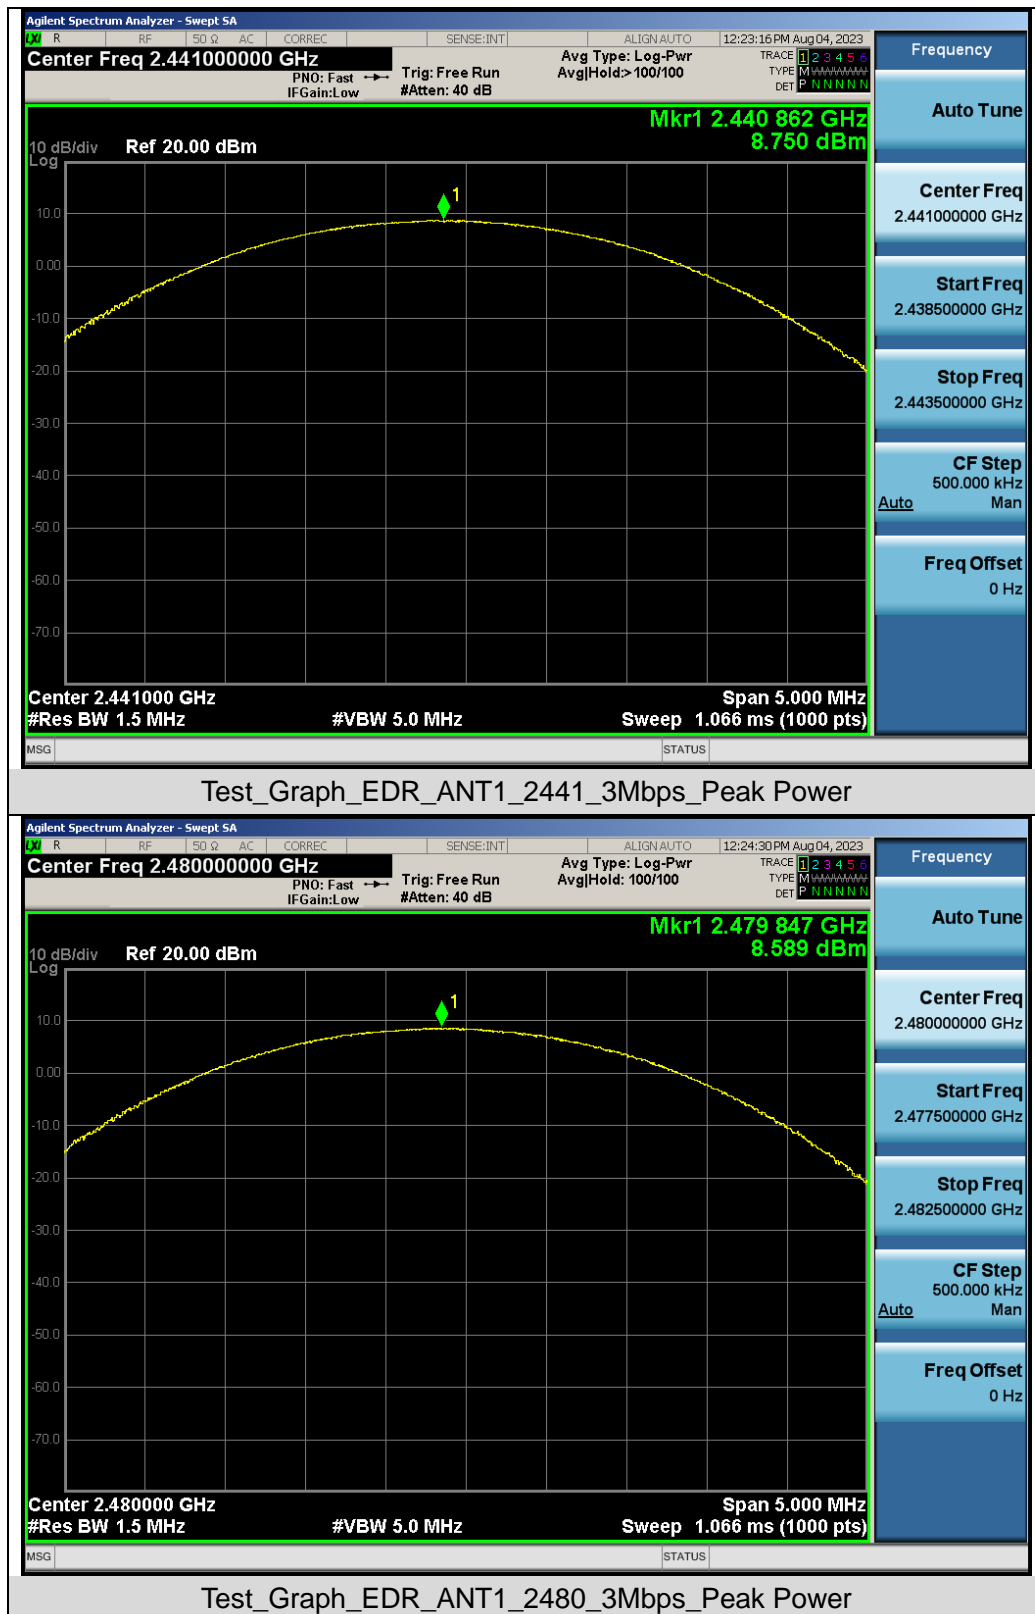 Agilent Spectrum Analyzer - Swept SA
LXI R RF 50 Ω AC CORREC SENSE:INT ALIGN AUTO 12:23:16 PM Aug 04, 2023
Center Freq 2.441000000 GHz
PNO: Fast
IFGain:Low
Trig: Free Run
#Atten: 40 dB
Avg Type: Log-Pwr
Avg|Hold:>100/100
TRACE 1 2 3 4 5 6
TYPE M WWWWW
DET P N N N N N
Frequency
Auto Tune
Mkr1 2.440 862 GHz
8.750 dBm
10 dB/div Ref 20.00 dBm
Log
1
10.0
0.00
-10.0
-20.0
-30.0
-40.0
-50.0
-60.0
-70.0
Center Freq
2.441000000 GHz
Start Freq
2.438500000 GHz
Stop Freq
2.443500000 GHz
CF Step
500.000 kHz
Auto Man
Freq Offset
0 Hz
Center 2.441000 GHz Span 5.000 MHz
#Res BW 1.5 MHz #VBW 5.0 MHz Sweep 1.066 ms (1000 pts)
MSG STATUS
Test_Graph_EDR_ANT1_2441_3Mbps_Peak Power
Agilent Spectrum Analyzer - Swept SA
LXI R RF 50 Ω AC CORREC SENSE:INT ALIGN AUTO 12:24:30 PM Aug 04, 2023
Center Freq 2.480000000 GHz
PNO: Fast
IFGain:Low
Trig: Free Run
#Atten: 40 dB
Avg Type: Log-Pwr
Avg|Hold: 100/100
TRACE 1 2 3 4 5 6
TYPE M WWWWW
DET P N N N N N
Frequency
Auto Tune
Mkr1 2.479 847 GHz
8.589 dBm
10 dB/div Ref 20.00 dBm
Log
1
10.0
0.00
-10.0
-20.0
-30.0
-40.0
-50.0
-60.0
-70.0
Center Freq
2.480000000 GHz
Start Freq
2.477500000 GHz
Stop Freq
2.482500000 GHz
CF Step
500.000 kHz
Auto Man
Freq Offset
0 Hz
Center 2.480000 GHz Span 5.000 MHz
#Res BW 1.5 MHz #VBW 5.0 MHz Sweep 1.066 ms (1000 pts)
MSG STATUS
Test_Graph_EDR_ANT1_2480_3Mbps_Peak Power